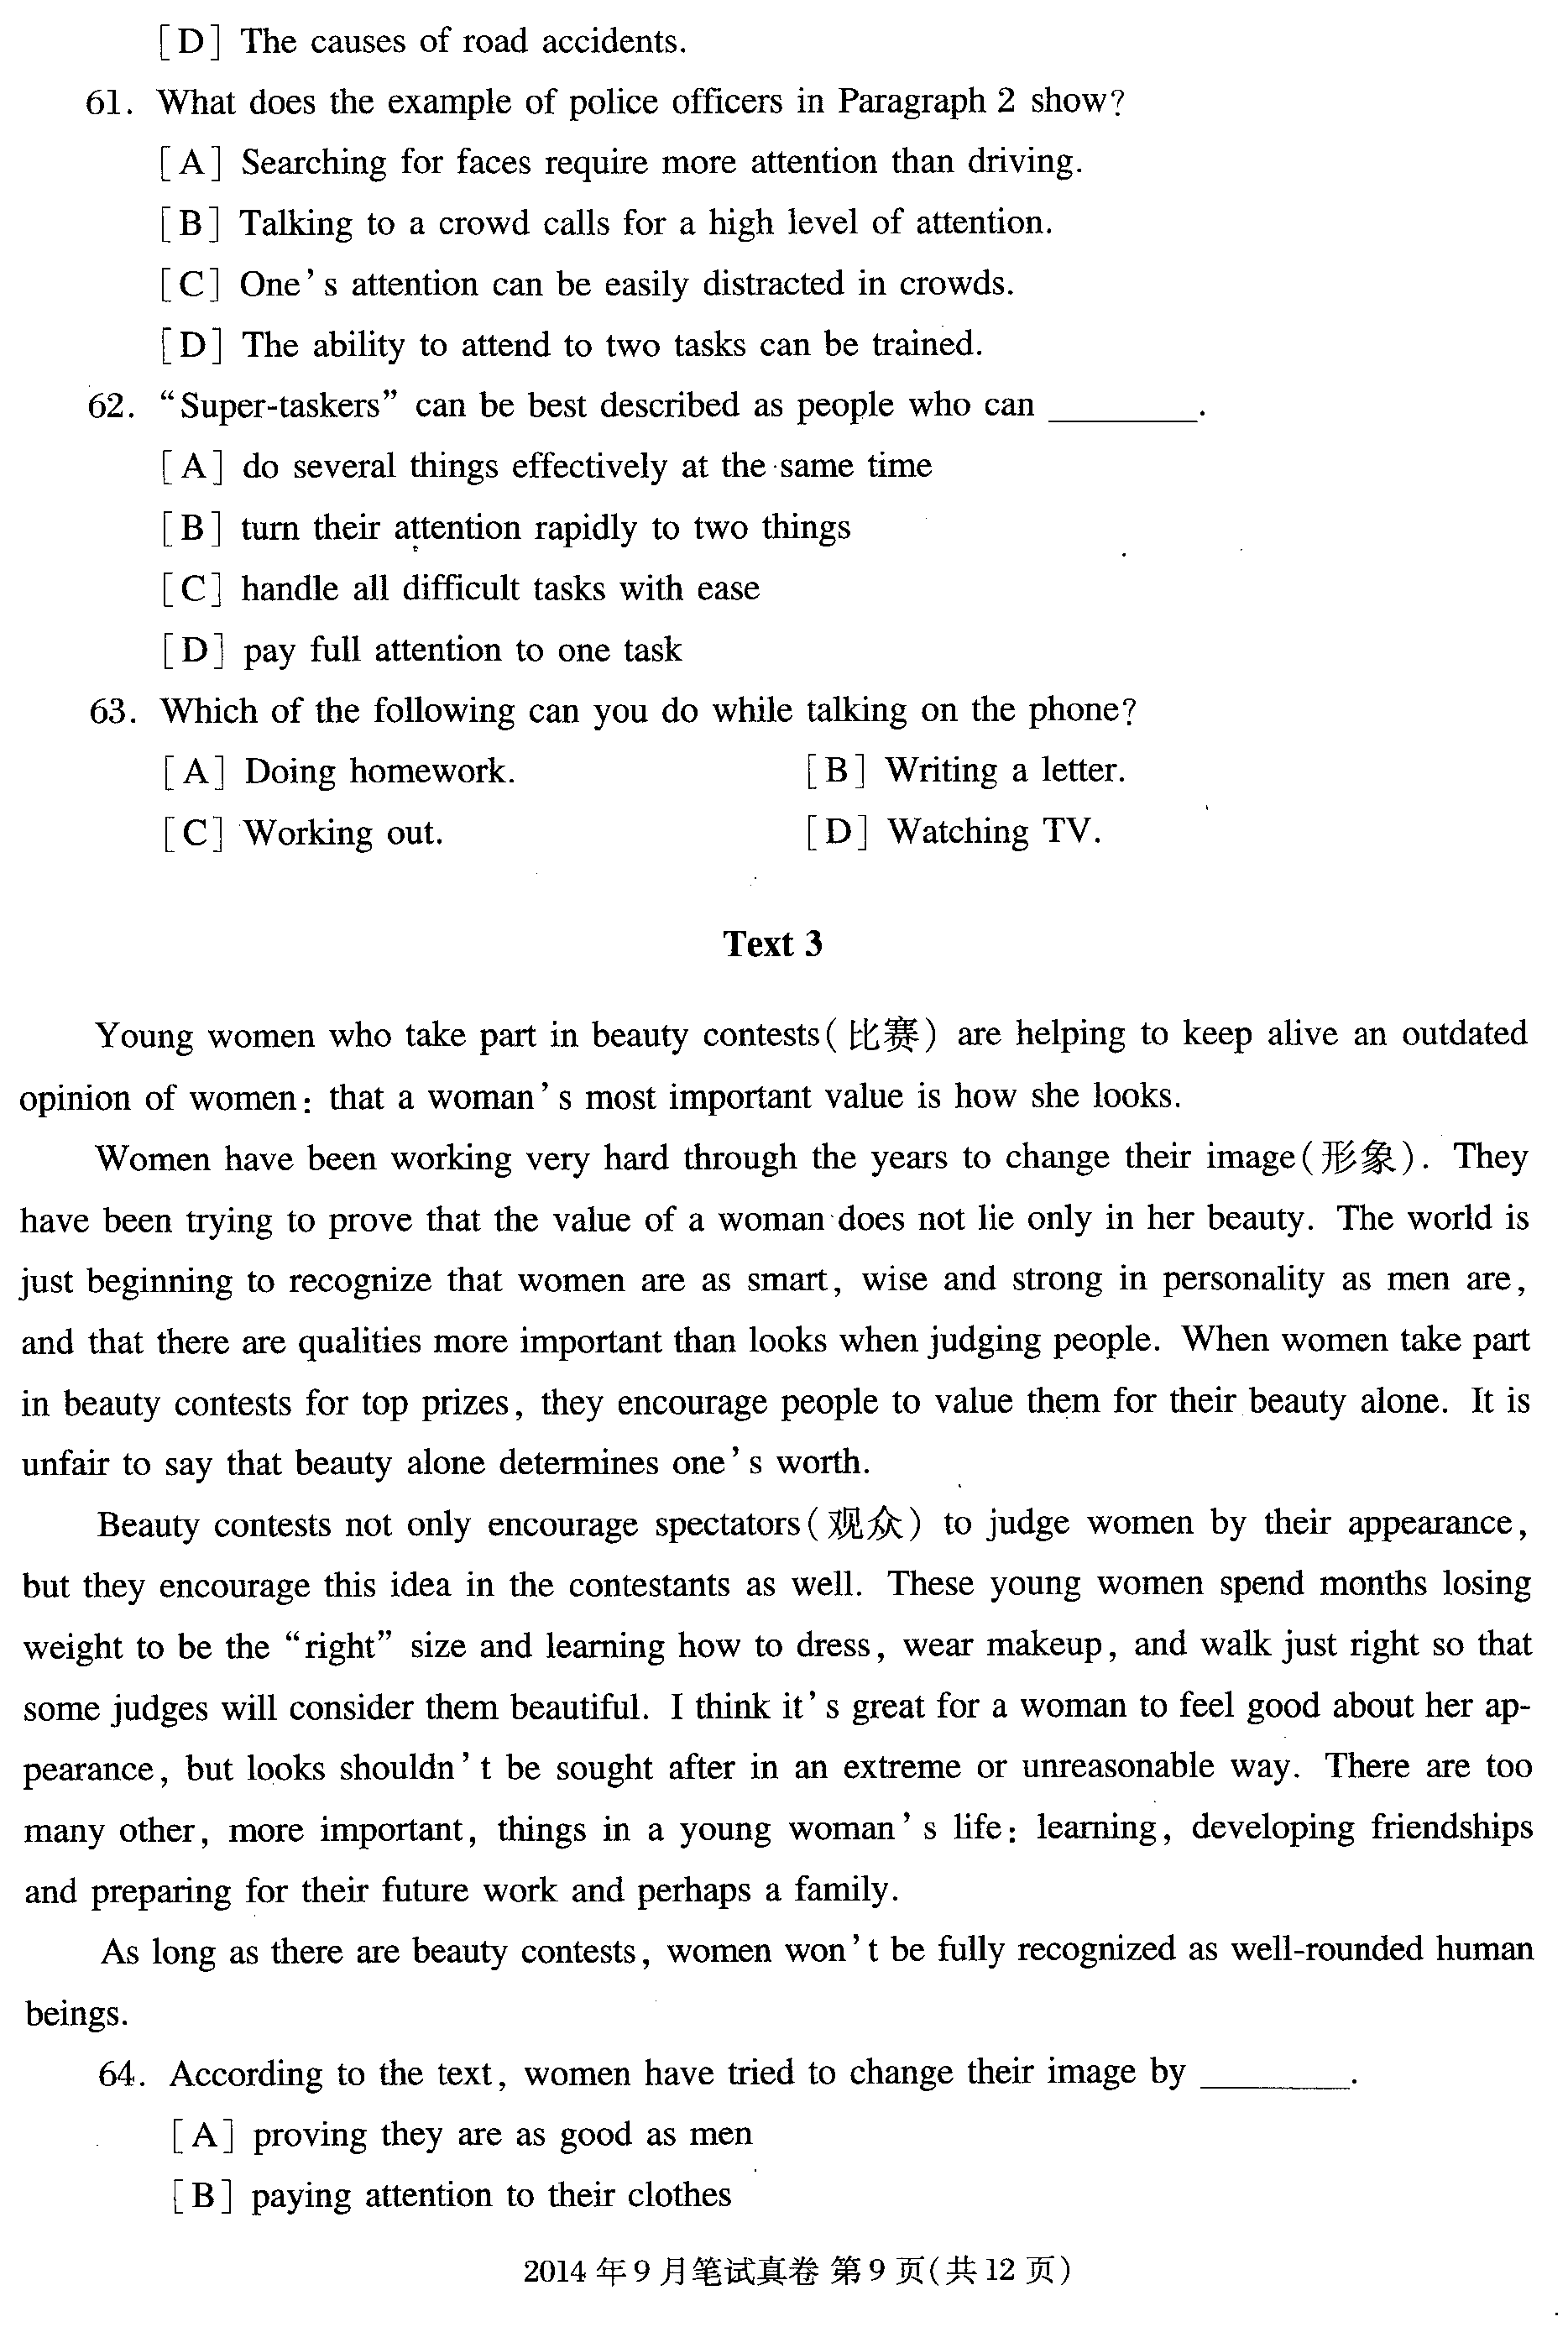 [D] The causes of road accidents.
61. What does the example of police officers in Paragraph 2 show?
[A] Searching for faces require more attention than driving.
[B] Talking to a crowd calls for a high level of attention.
[C] One's attention can be easily distracted in crowds.
[D] The ability to attend to two tasks can be trained.
62. "Super-taskers" can be best described as people who can ________.
[A] do several things effectively at the same time
[B] turn their attention rapidly to two things
[C] handle all difficult tasks with ease
[D] pay full attention to one task
63. Which of the following can you do while talking on the phone?
[A] Doing homework. [B] Writing a letter.
[C] Working out. [D] Watching TV.
Text 3
Young women who take part in beauty contests(比赛) are helping to keep alive an outdated
opinion of women: that a woman's most important value is how she looks.
Women have been working very hard through the years to change their image(形象). They
have been trying to prove that the value of a woman does not lie only in her beauty. The world is
just beginning to recognize that women are as smart, wise and strong in personality as men are,
and that there are qualities more important than looks when judging people. When women take part
in beauty contests for top prizes, they encourage people to value them for their beauty alone. It is
unfair to say that beauty alone determines one's worth.
Beauty contests not only encourage spectators(观众) to judge women by their appearance,
but they encourage this idea in the contestants as well. These young women spend months losing
weight to be the "right" size and learning how to dress, wear makeup, and walk just right so that
some judges will consider them beautiful. I think it's great for a woman to feel good about her ap-
pearance, but looks shouldn't be sought after in an extreme or unreasonable way. There are too
many other, more important, things in a young woman's life: learning, developing friendships
and preparing for their future work and perhaps a family.
As long as there are beauty contests, women won't be fully recognized as well-rounded human
beings.
64. According to the text, women have tried to change their image by ________.
[A] proving they are as good as men
[B] paying attention to their clothes
2014年9月笔试真卷 第9页(共12页)